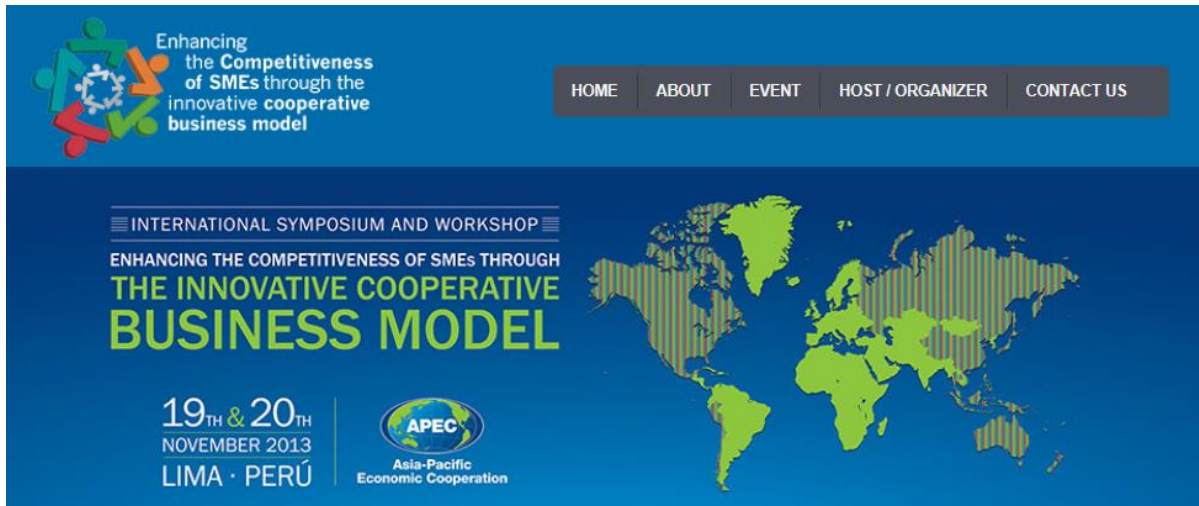 Enhancing
the Competitiveness
of SMEs through the
innovative cooperative
business model
HOME ABOUT EVENT HOST / ORGANIZER CONTACT US
INTERNATIONAL SYMPOSIUM AND WORKSHOP
ENHANCING THE COMPETITIVENESS OF SMEs THROUGH
THE INNOVATIVE COOPERATIVE
BUSINESS MODEL
19TH & 20TH
NOVEMBER 2013
LIMA · PERÚ
APEC
Asia-Pacific
Economic Cooperation